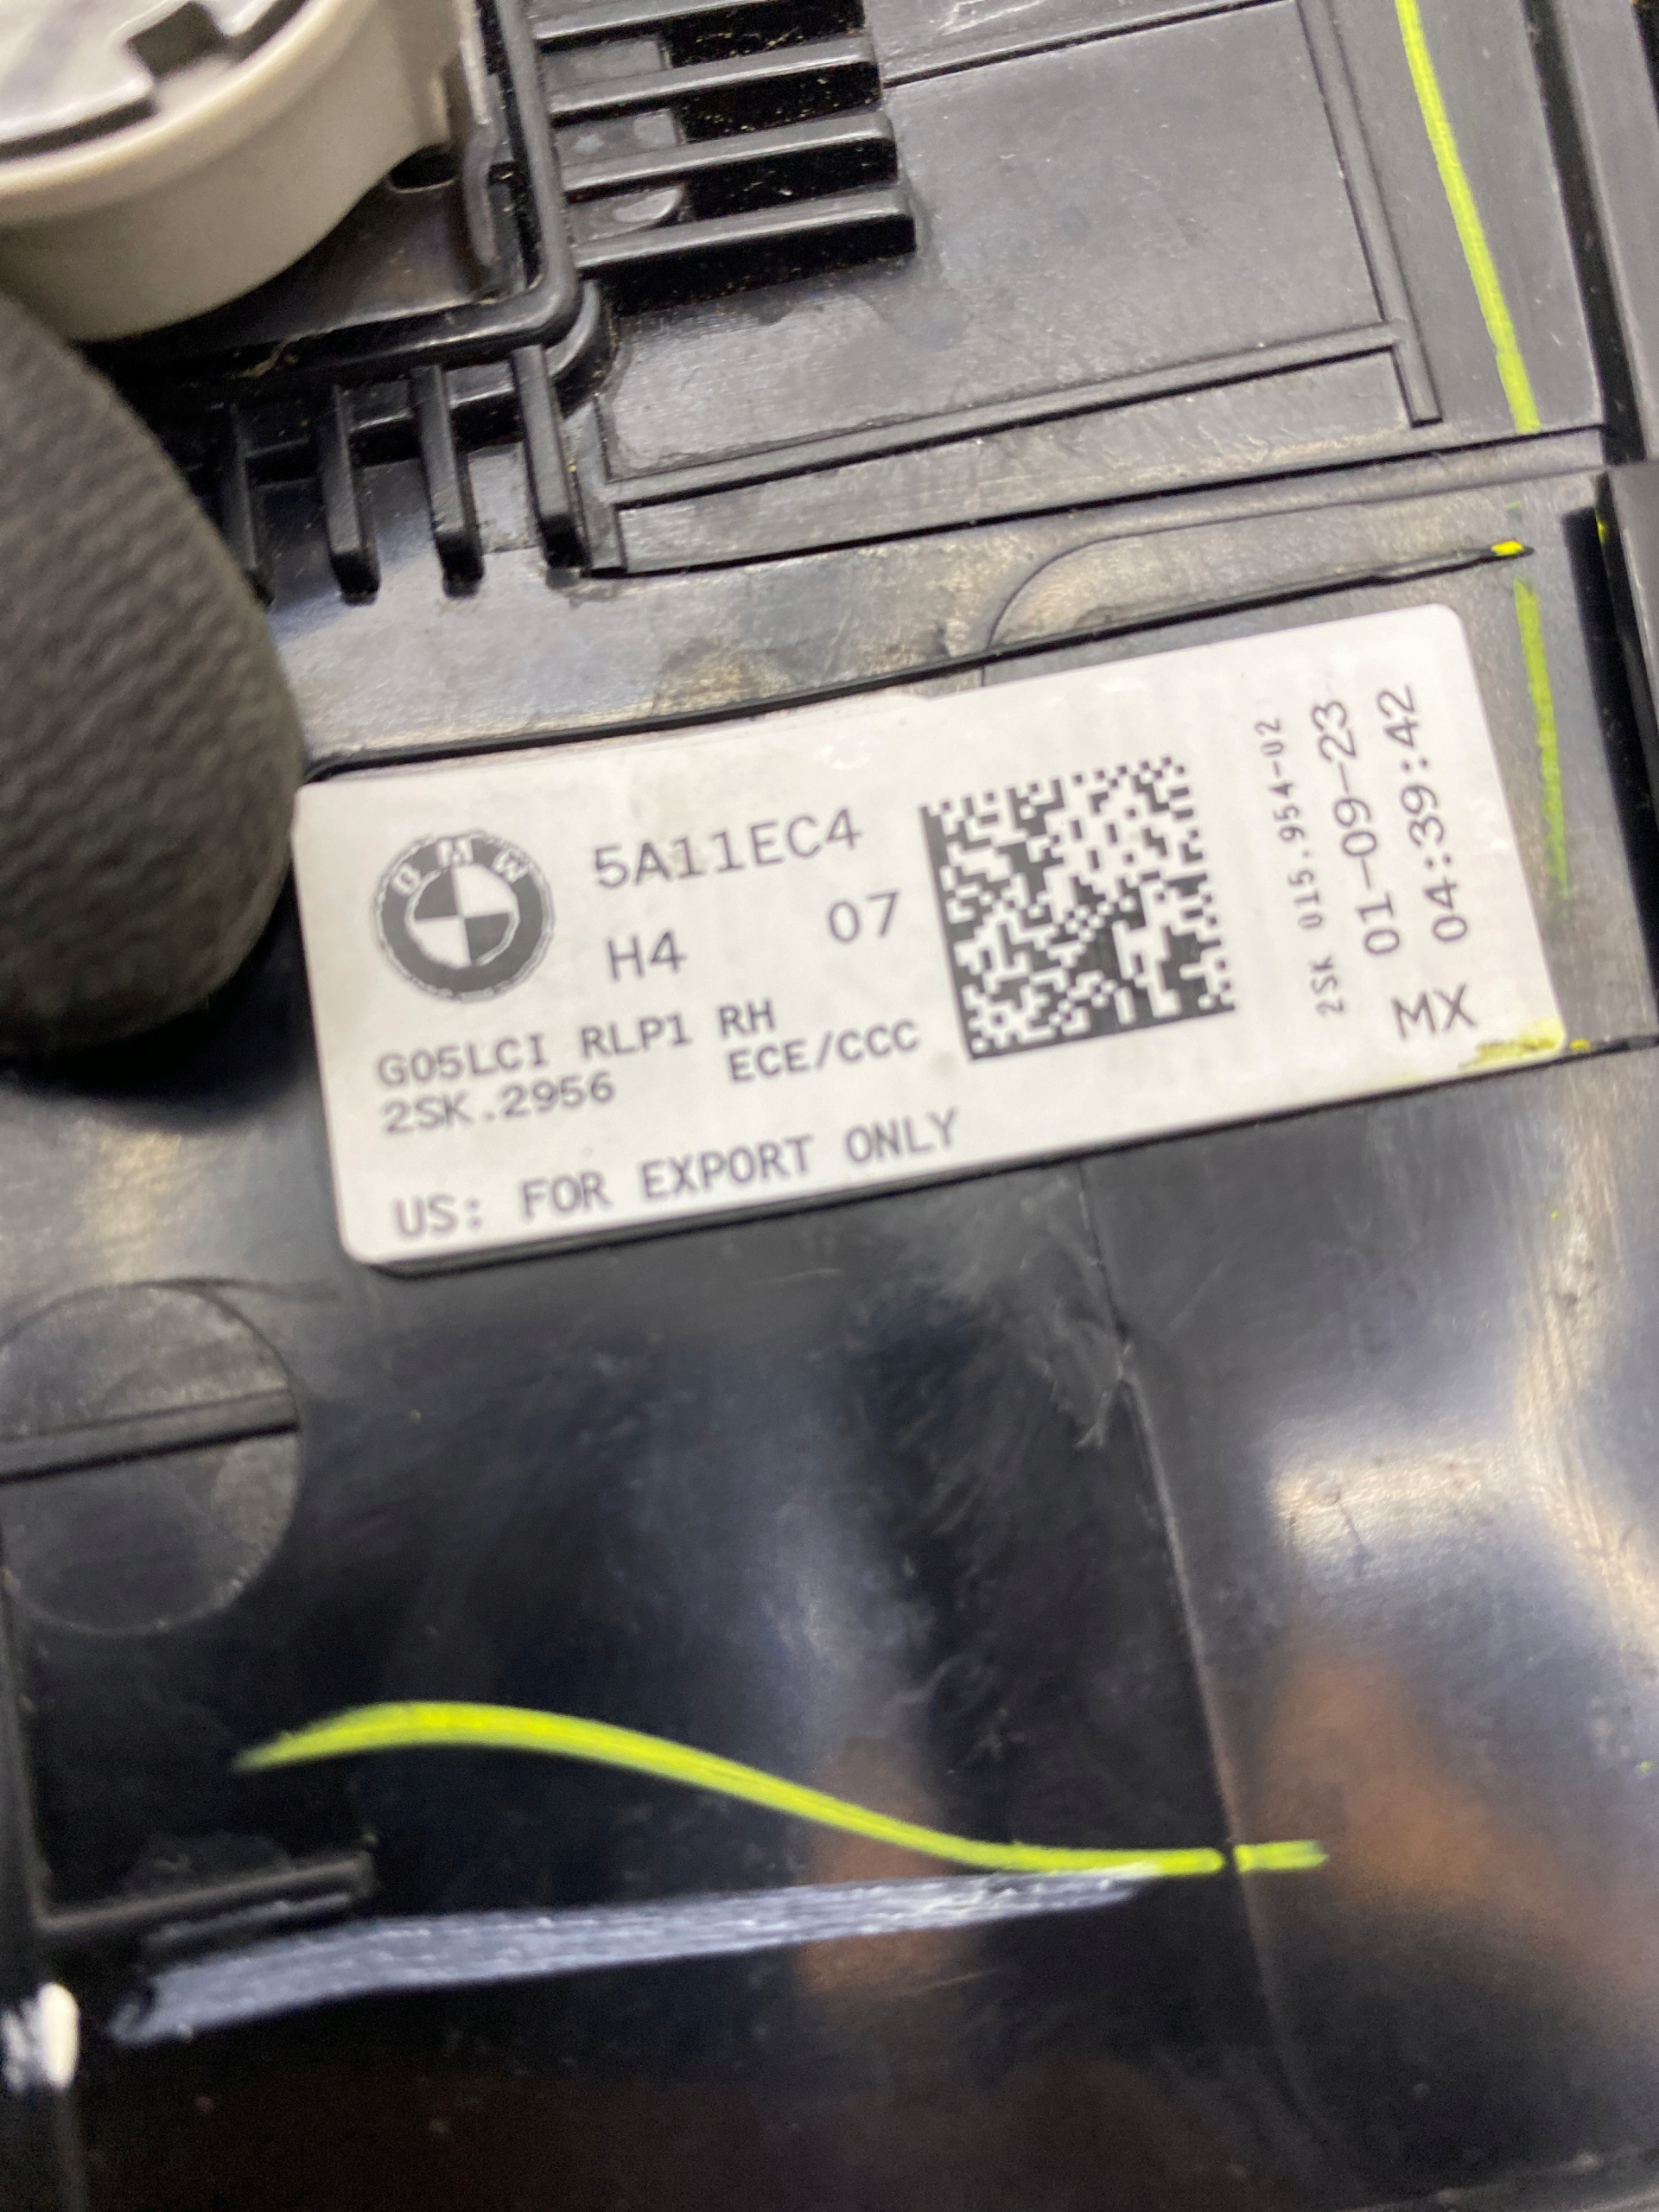 BMW
5A11EC4
H4 07
G05LCI RLP1 RH
2SK.2956 ECE/CCC
US: FOR EXPORT ONLY
2SK 015.954-02
01-09-23
MX 04:39:42